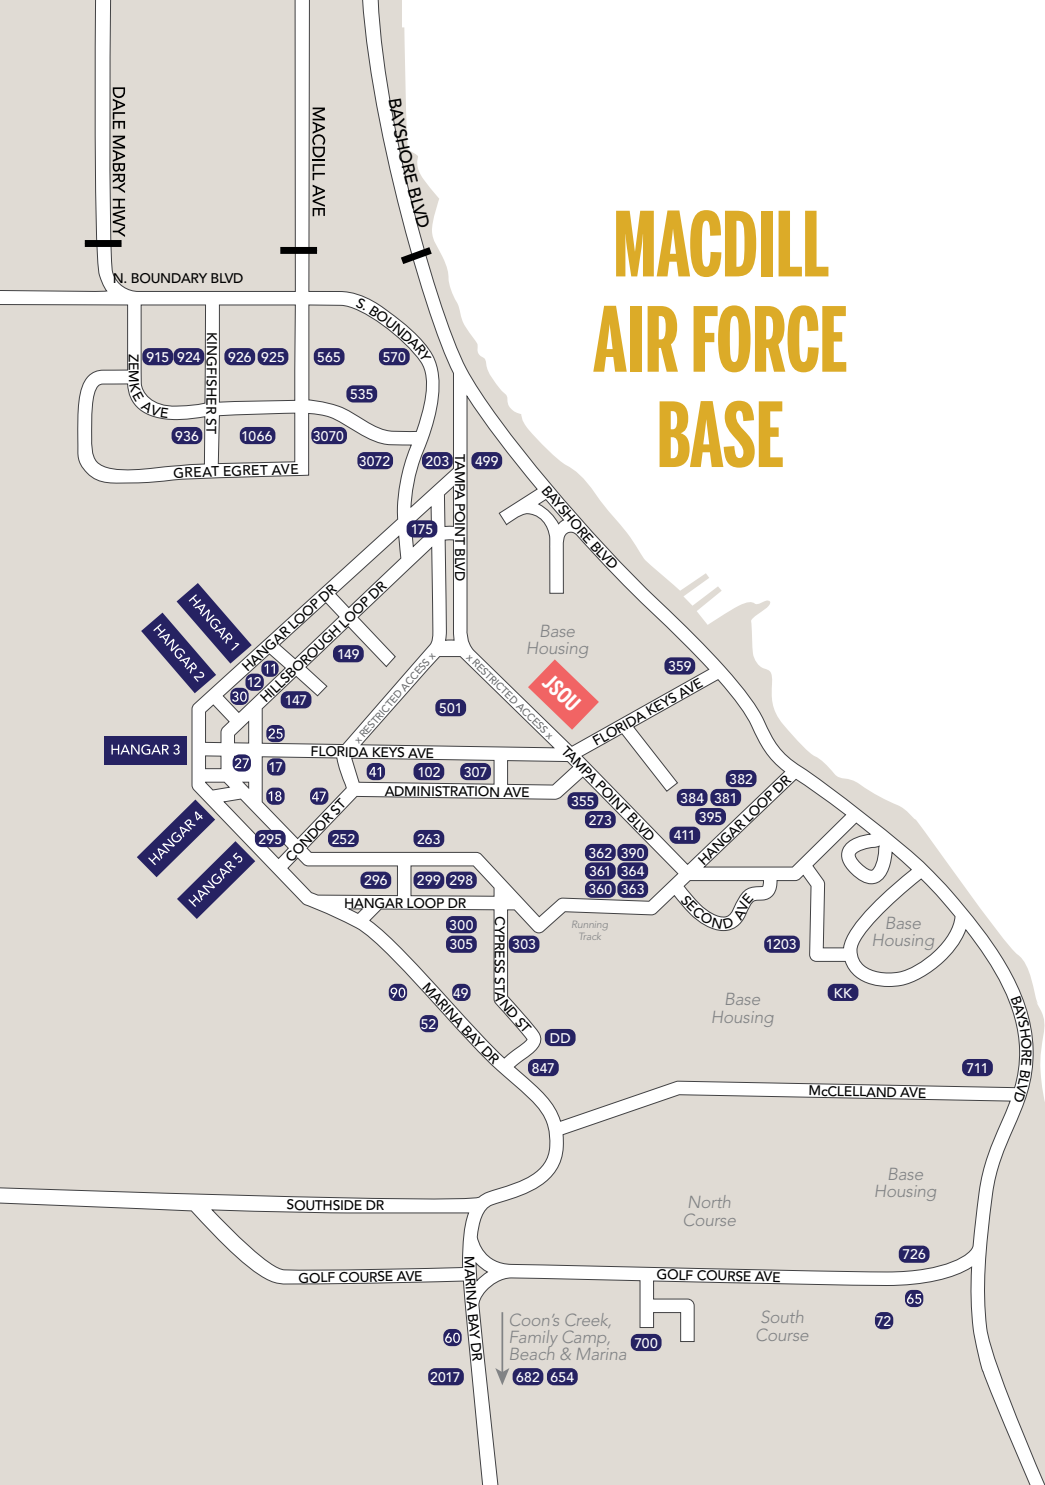 DALE MABRY HWY
MACDILL AVE
BAYSHORE BLVD
MACDILL
AIR FORCE
BASE
N. BOUNDARY BLVD
S. BOUNDARY
ZEMKE AVE
KINGFISHER ST
915
924
926
925
565
570
535
936
1066
3070
GREAT EGRET AVE
3072
203
499
TAMPA POINT BLVD
BAYSHORE BLVD
175
HANGAR 1
HANGAR 2
HANGAR LOOP DR
HILLSBOROUGH LOOP DR
Base
Housing
149
11
12
30
147
x RESTRICTED ACCESS x
x RESTRICTED ACCESS x
JSOU
359
501
FLORIDA KEYS AVE
25
HANGAR 3
FLORIDA KEYS AVE
27
17
41
102
307
TAMPA POINT BLVD
382
18
47
ADMINISTRATION AVE
355
384
381
273
395
HANGAR LOOP DR
HANGAR 4
295
CONDOR ST
252
263
411
HANGAR 5
362
390
361
364
360
363
296
299
298
HANGAR LOOP DR
SECOND AVE
300
305
CYPRESS STAND ST
303
Running
Track
1203
Base
Housing
90
49
52
MARINA BAY DR
KK
Base
Housing
BAYSHORE BLVD
DD
847
711
McCLELLAND AVE
Base
Housing
SOUTHSIDE DR
North
Course
726
GOLF COURSE AVE
GOLF COURSE AVE
MARINA BAY DR
65
72
South
Course
Coon's Creek,
Family Camp,
Beach & Marina
60
700
2017
682
654